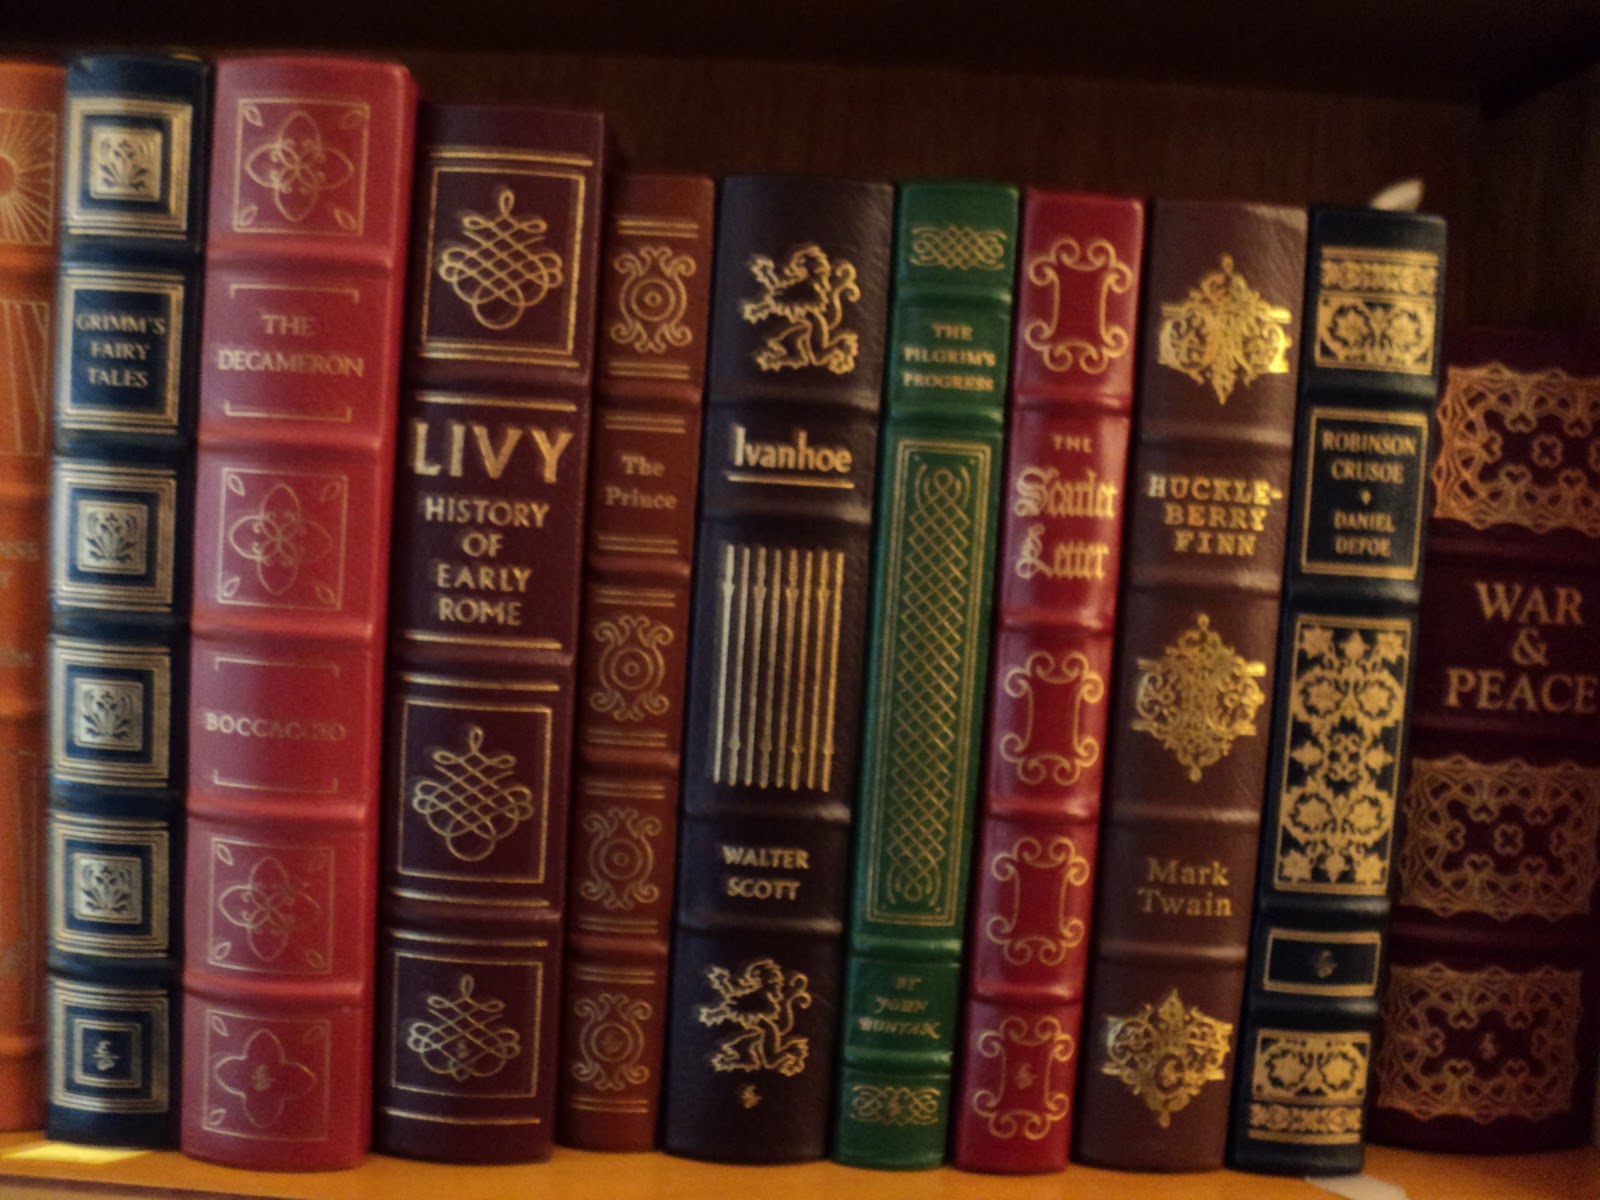 GRIMM'S
FAIRY
TALES
THE
DECAMERON
BOCCACCIO
LIVY
HISTORY
OF
EARLY
ROME
The
Prince
Ivanhoe
WALTER
SCOTT
THE
PILGRIM'S
PROGRESS
BY
JOHN
BUNYAN
THE
Scarlet
Letter
HUCKLE-
BERRY
FINN
Mark
Twain
ROBINSON
CRUSOE
DANIEL
DEFOE
WAR
&
PEACE